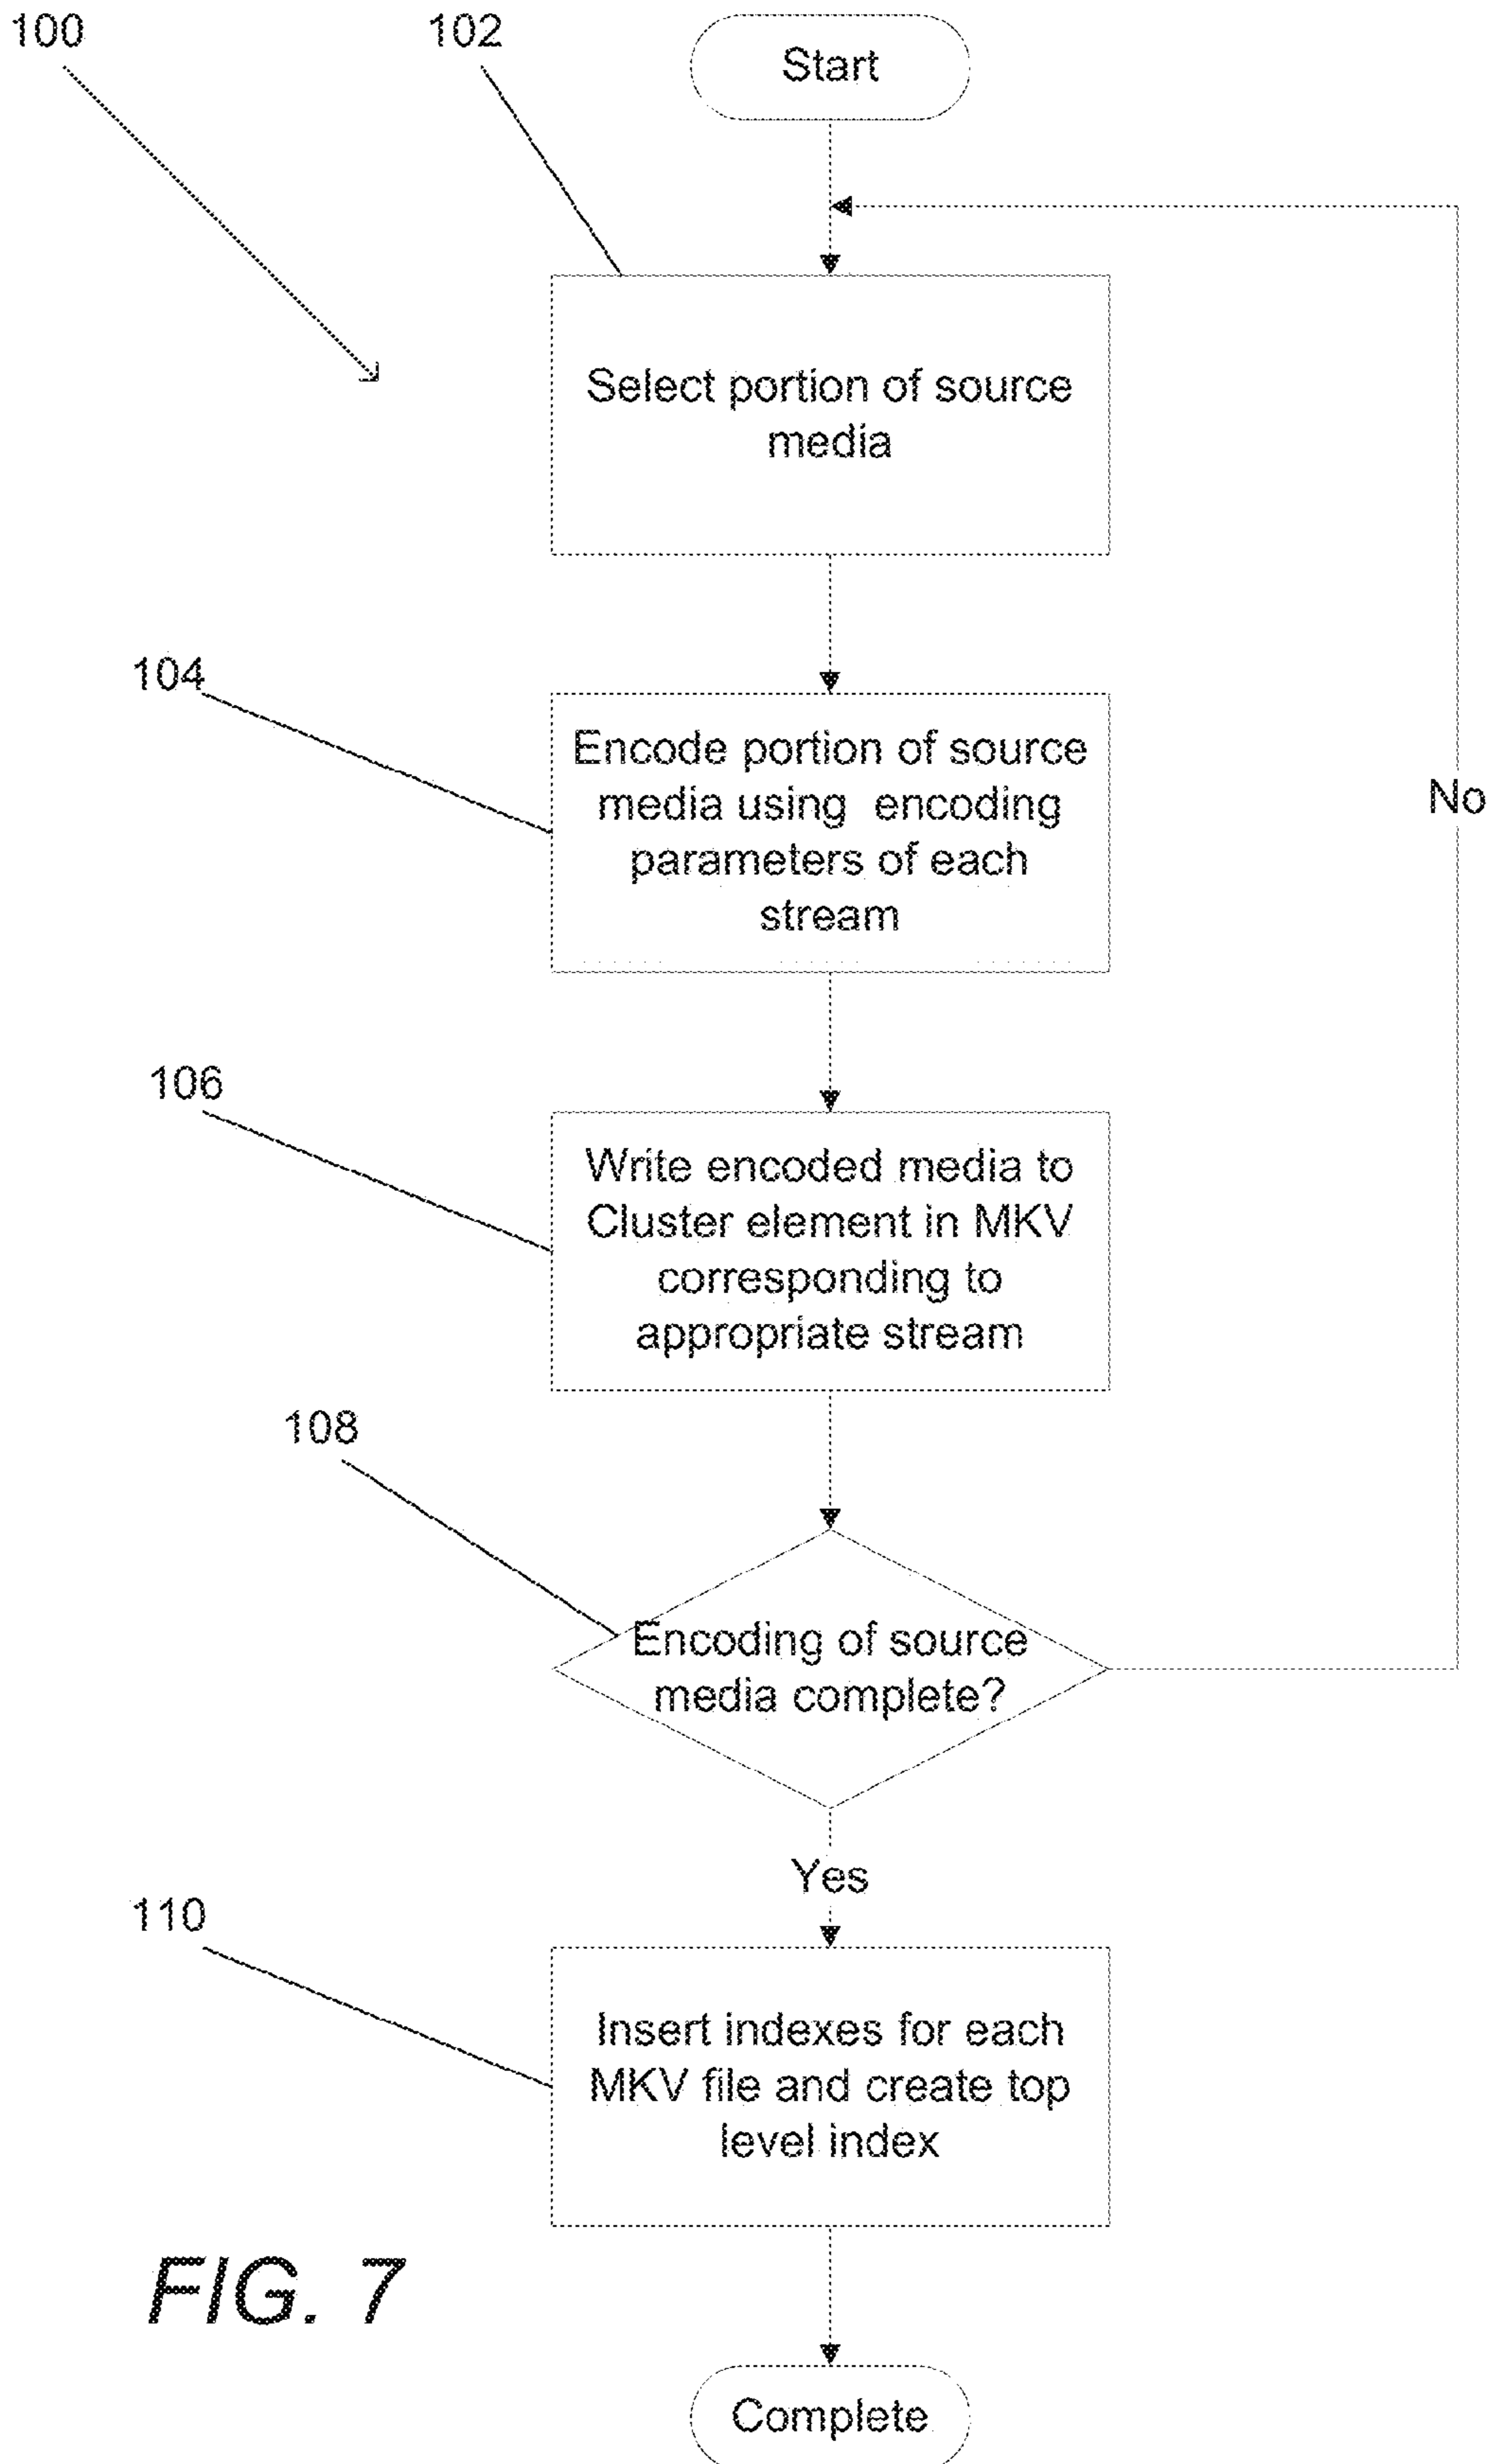 100
102
Start
Select portion of source
media
104
Encode portion of source
media using encoding
parameters of each
stream
No
106
Write encoded media to
Cluster element in MKV
corresponding to
appropriate stream
108
Encoding of source
media complete?
Yes
110
Insert indexes for each
MKV file and create top
level index
FIG. 7
Complete